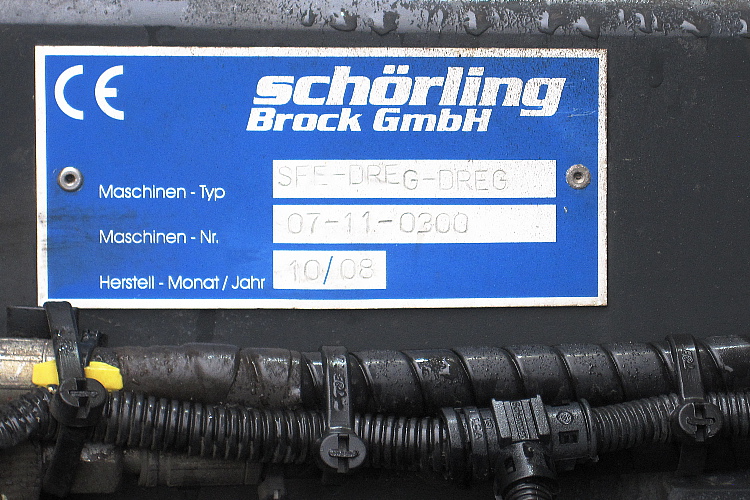 CE
schörling
Brock GmbH
Maschinen - Typ SFE-DREG-DREG
Maschinen - Nr. 07-11-0300
Herstell - Monat / Jahr 10/08